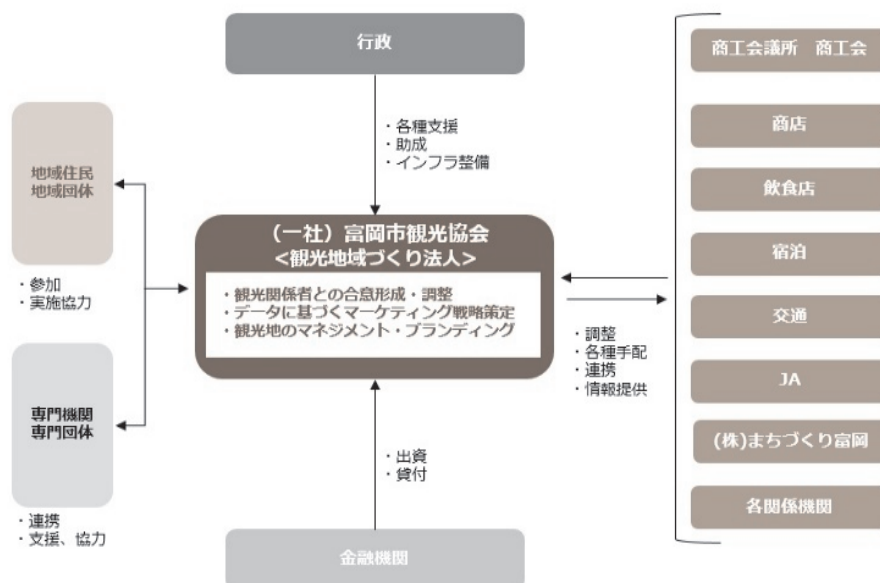 行政
・各種支援
・助成
・インフラ整備
地域住民
地域団体
・参加
・実施協力
専門機関
専門団体
・連携
・支援、協力
（一社）富岡市観光協会
<観光地域づくり法人>
・観光関係者との合意形成・調整
・データに基づくマーケティング戦略策定
・観光地のマネジメント・ブランディング
・出資
・貸付
金融機関
・調整
・各種手配
・連携
・情報提供
商工会議所　商工会
商店
飲食店
宿泊
交通
JA
(株)まちづくり富岡
各関係機関